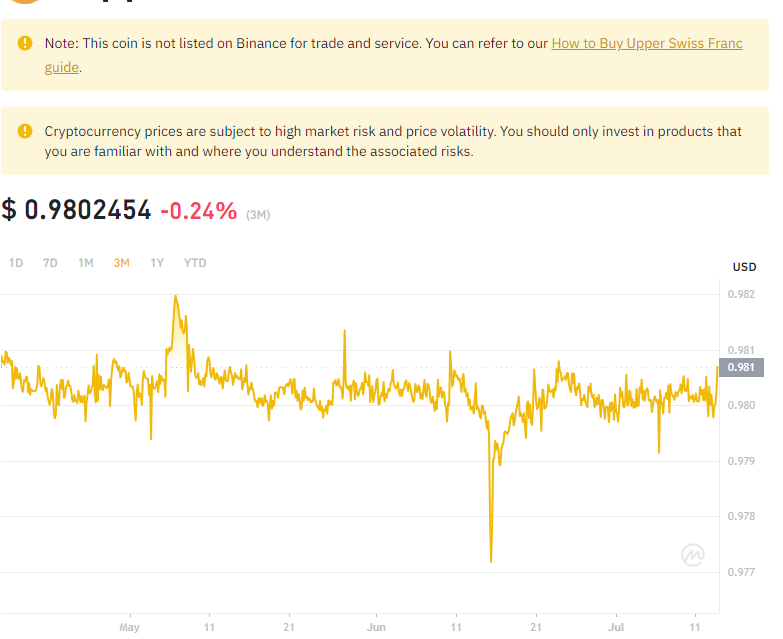 Note: This coin is not listed on Binance for trade and service. You can refer to our How to Buy Upper Swiss Franc
guide.
Cryptocurrency prices are subject to high market risk and price volatility. You should only invest in products that
you are familiar with and where you understand the associated risks.
$ 0.9802454 -0.24% (3M)
1D 7D 1M 3M 1Y YTD
USD
0.982
0.981
0.981
0.980
0.979
0.978
0.977
May 11 21 Jun 11 21 Jul 11